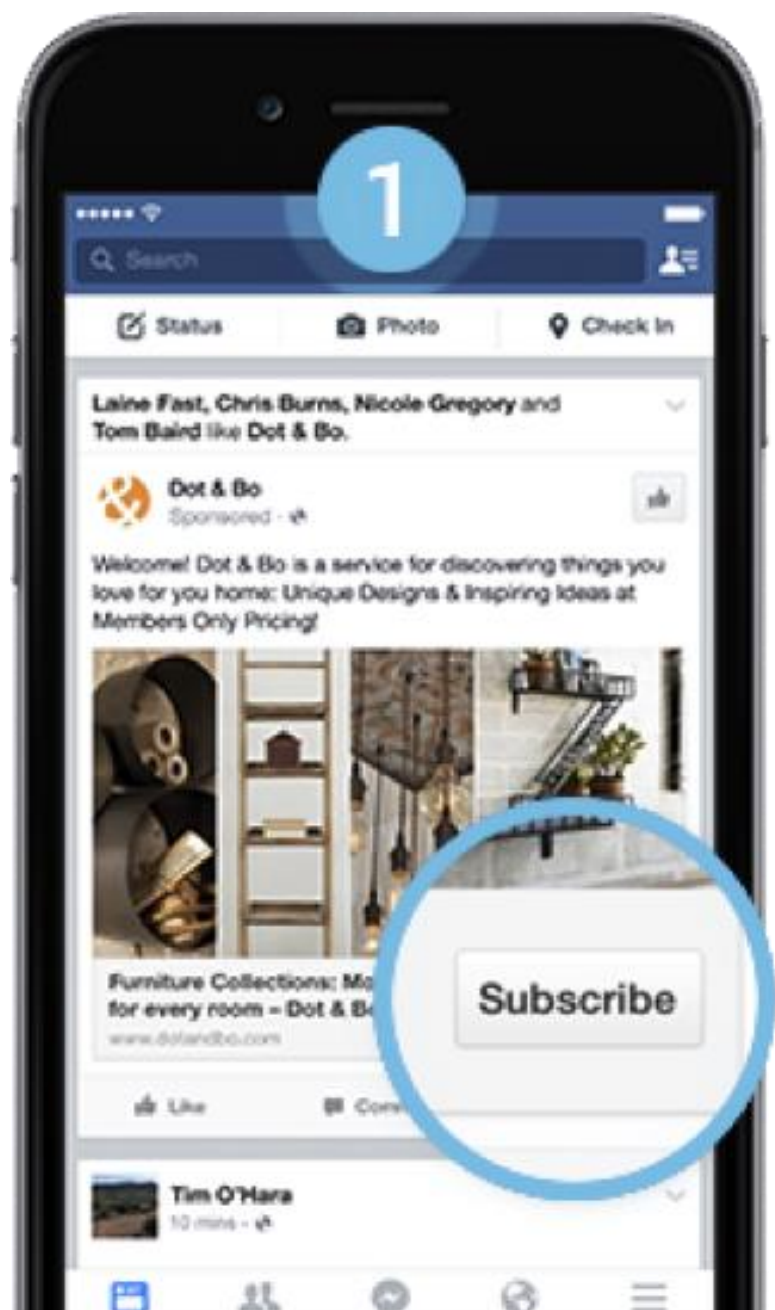 1
Search
Status
Photo
Check In
Laine Fast, Chris Burns, Nicole Gregory and
Tom Baird like Dot & Bo.
&
Dot & Bo
Sponsored ·
Welcome! Dot & Bo is a service for discovering things you
love for you home: Unique Designs & Inspiring Ideas at
Members Only Pricing!
Furniture Collections: Mo
for every room – Dot & Bo
www.dotandbo.com
Subscribe
Like
Com
Tim O'Hara
10 mins ·